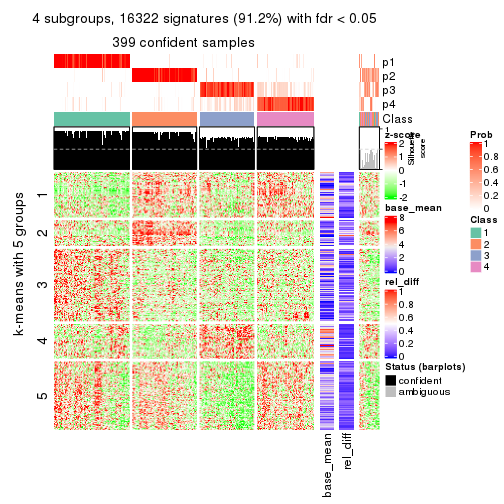 4 subgroups, 16322 signatures (91.2%) with fdr < 0.05
399 confident samples
p1
p2
p3
p4
Class
1
Silhouette
score
k-means with 5 groups
1
2
3
4
5
base_mean
rel_diff
z-score
2
1
0
-1
-2
base_mean
8
6
4
2
0
rel_diff
1
0.8
0.6
0.4
0.2
0
Status (barplots)
confident
ambiguous
Prob
1
0.8
0.6
0.4
0.2
0
Class
1
2
3
4